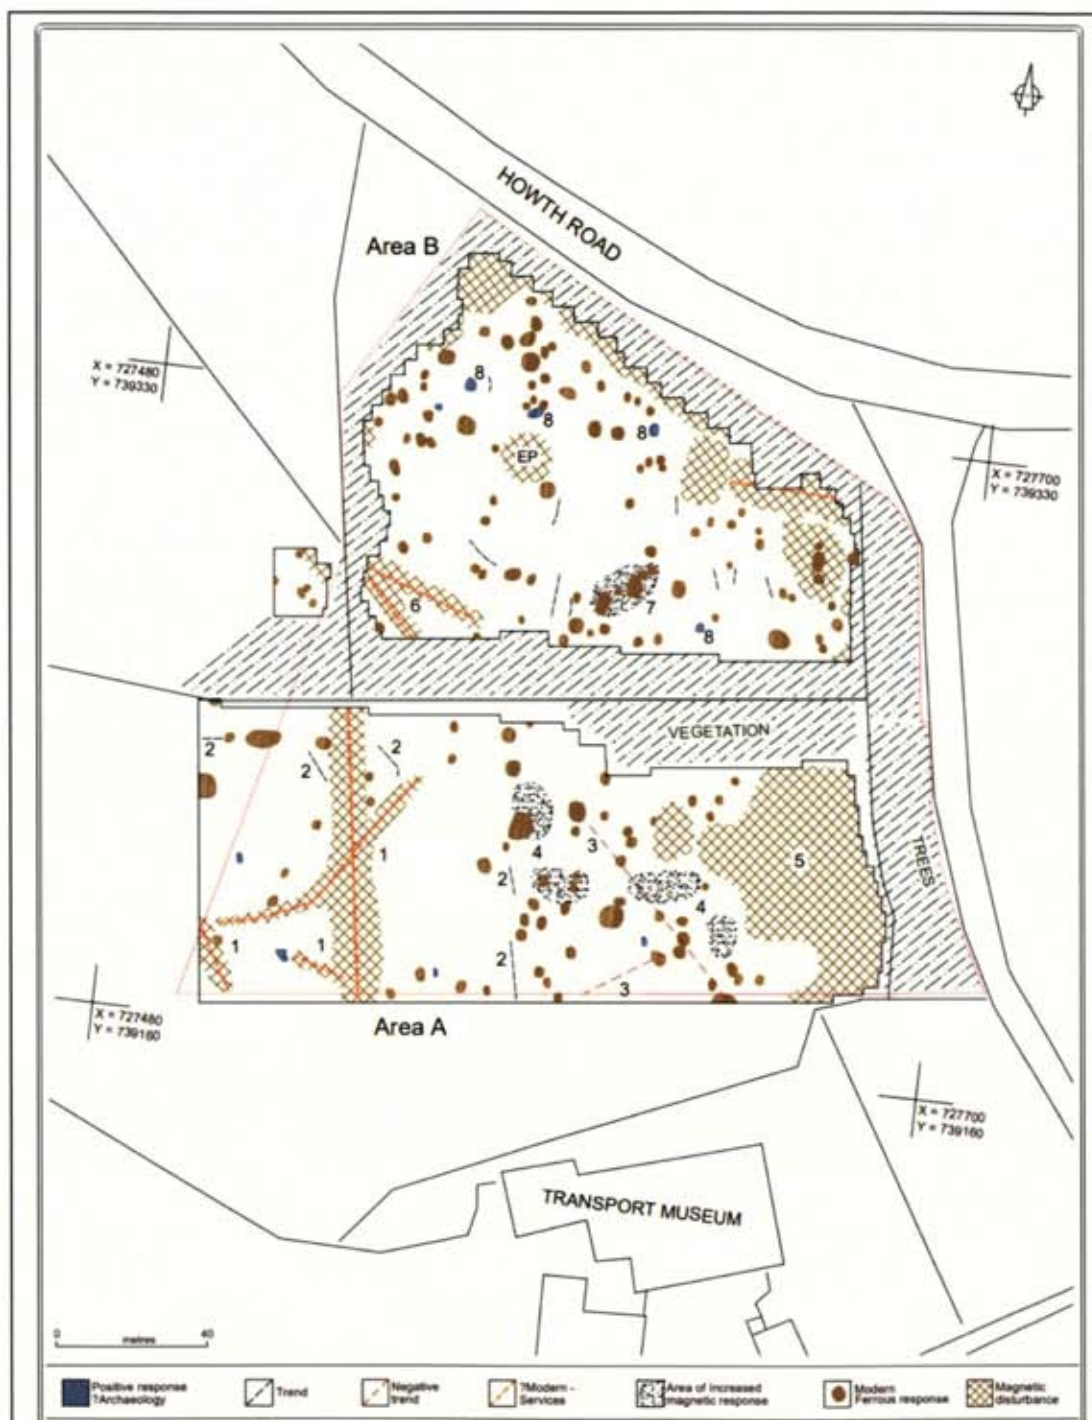 HOWTH ROAD
Area B
X = 727480
Y = 739330
8
8
8
EP
X = 727700
Y = 739330
6
7
8
VEGETATION
2
2
2
1
4
3
5
2
4
TREES
1
1
2
3
X = 727480
Y = 739160
Area A
X = 727700
Y = 739160
TRANSPORT MUSEUM
0 metres 40
Positive response
?Archaeology
Trend
Negative
trend
?Modern -
Services
Area of increased
magnetic response
Modern
Ferrous response
Magnetic
disturbance